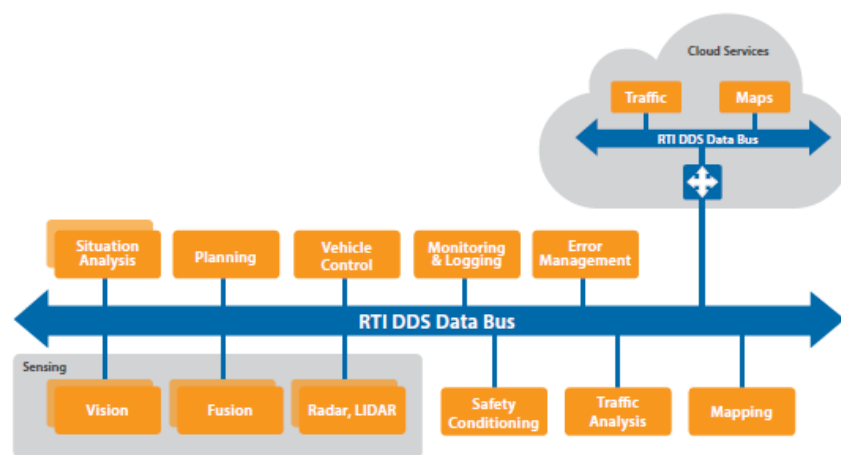 Cloud Services
Traffic
Maps
RTI DDS Data Bus
Situation
Analysis
Planning
Vehicle
Control
Monitoring
& Logging
Error
Management
RTI DDS Data Bus
Sensing
Vision
Fusion
Radar, LIDAR
Safety
Conditioning
Traffic
Analysis
Mapping